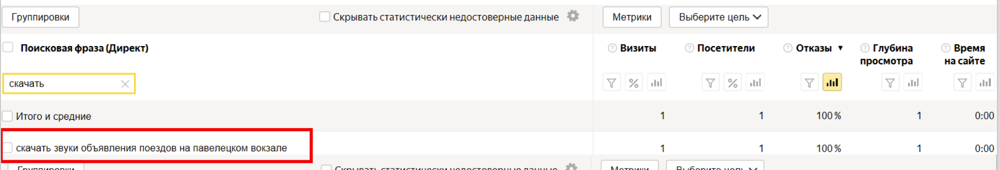 Группировки
Скрывать статистически недостоверные данные
Метрики
Выберите цель
Поисковая фраза (Директ)
? Визиты
? Посетители
? Отказы ▼
? Глубина
просмотра
? Время
на сайте
скачать
%
%
Итого и средние
1
1
100 %
1
0:00
скачать звуки объявления поездов на павелецком вокзале
1
1
100 %
1
0:00
Группировки
Скрывать статистически недостоверные данные
Метрики
Выберите цель